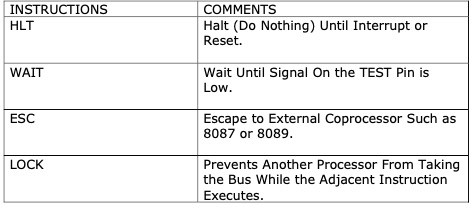 INSTRUCTIONS COMMENTS
HLT Halt (Do Nothing) Until Interrupt or
Reset.
WAIT Wait Until Signal On the TEST Pin is
Low.
ESC Escape to External Coprocessor Such as
8087 or 8089.
LOCK Prevents Another Processor From Taking
the Bus While the Adjacent Instruction
Executes.